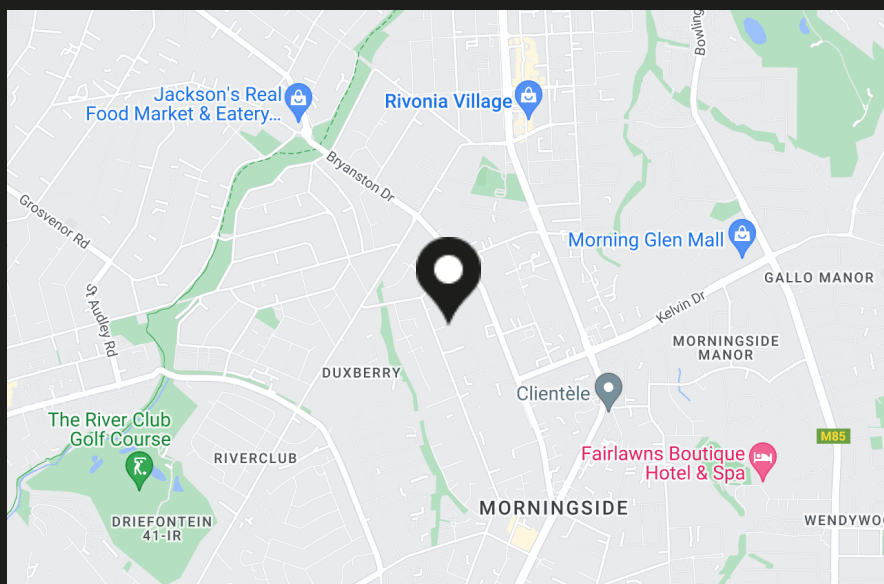 Bowling
Jackson's Real
Food Market & Eatery...
Rivonia Village
Bryanston Dr
Grosvenor Rd
Morning Glen Mall
GALLO MANOR
St Audley Rd
Kelvin Dr
MORNINGSIDE
MANOR
DUXBERRY
Clientèle
The River Club
Golf Course
M85
RIVERCLUB
Fairlawns Boutique
Hotel & Spa
MORNINGSIDE
DRIEFONTEIN
41-IR
WENDYWOO